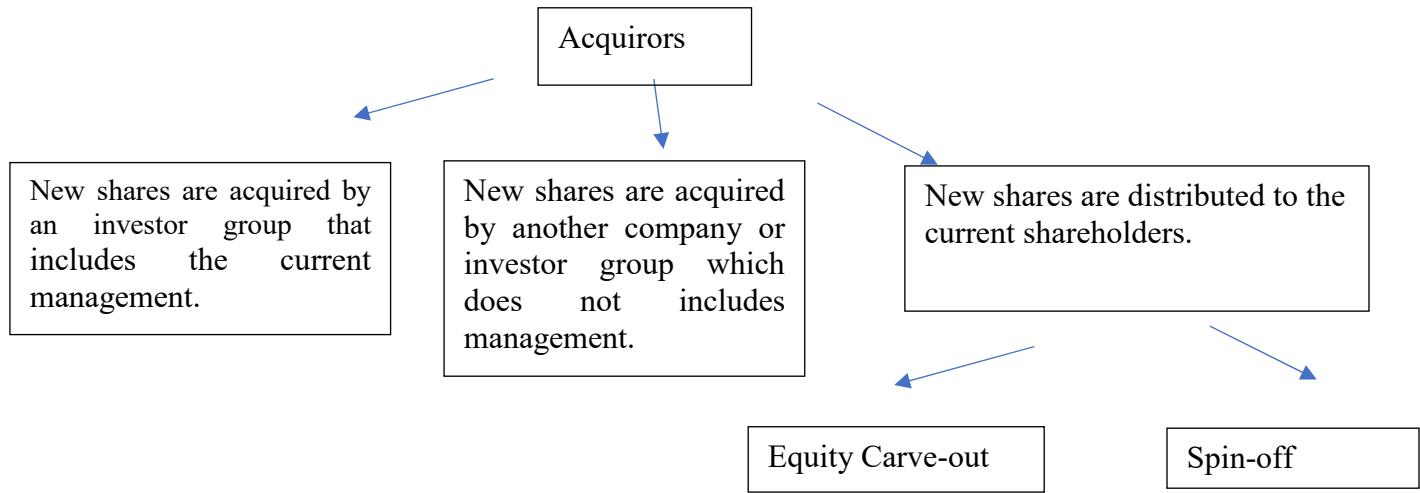 Acquirors
New shares are acquired by
an investor group that
includes the current
management.
New shares are acquired
by another company or
investor group which
does not includes
management.
New shares are distributed to the
current shareholders.
Equity Carve-out
Spin-off